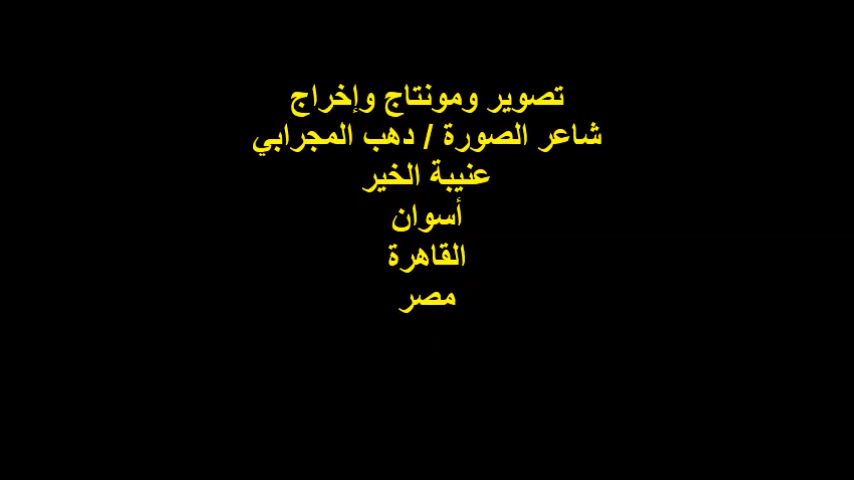 تصوير ومونتاج وإخراج
شاعر الصورة / دهب المجرابي
عنيبة الخير
أسوان
القاهرة
مصر